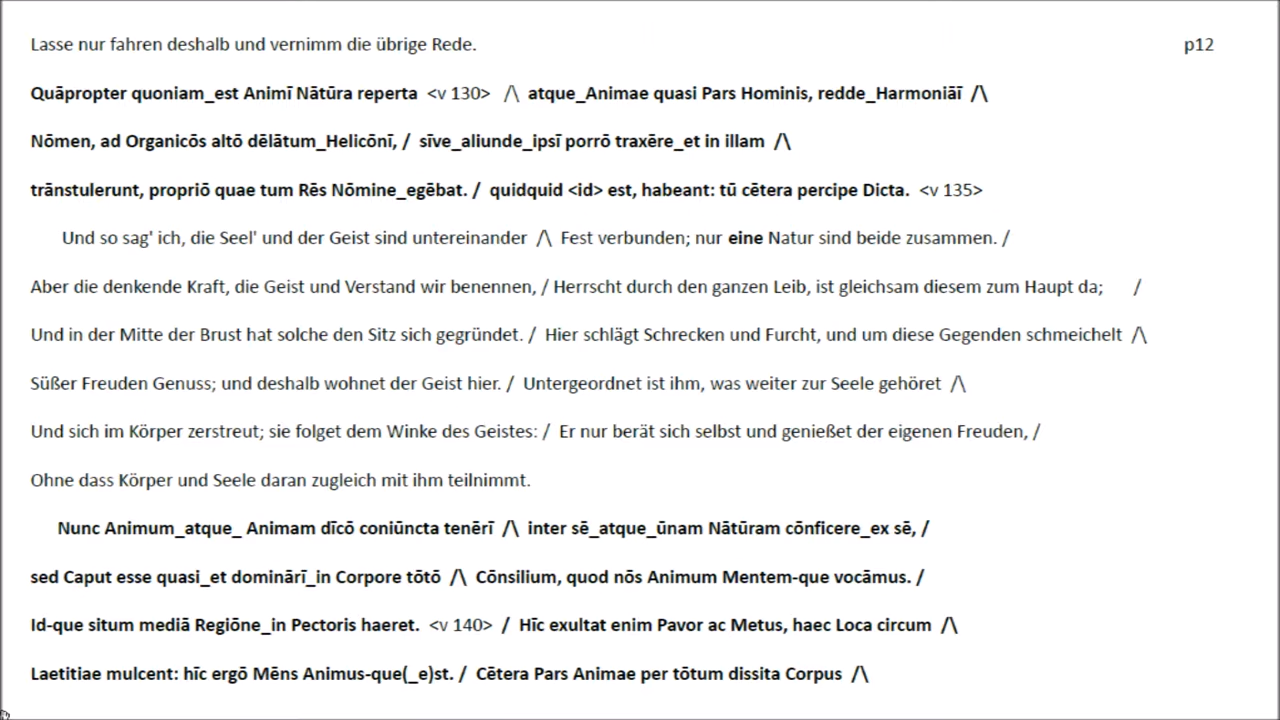 Lasse nur fahren deshalb und vernimm die übrige Rede. p12
Quāpropter quoniam_est Animī Nātūra reperta <v 130> /\ atque_Animae quasi Pars Hominis, redde_Harmoniāī /\
Nōmen, ad Organicōs altō dēlātum_Helicōnī, / sīve_aliunde_ipsī porrō traxēre_et in illam /\
trānstulerunt, propriō quae tum Rēs Nōmine_egēbat. / quidquid <id> est, habeant: tū cētera percipe Dicta. <v 135>
Und so sag' ich, die Seel' und der Geist sind untereinander /\ Fest verbunden; nur eine Natur sind beide zusammen. /
Aber die denkende Kraft, die Geist und Verstand wir benennen, / Herrscht durch den ganzen Leib, ist gleichsam diesem zum Haupt da; /
Und in der Mitte der Brust hat solche den Sitz sich gegründet. / Hier schlägt Schrecken und Furcht, und um diese Gegenden schmeichelt /\
Süßer Freuden Genuss; und deshalb wohnet der Geist hier. / Untergeordnet ist ihm, was weiter zur Seele gehöret /\
Und sich im Körper zerstreut; sie folget dem Winke des Geistes: / Er nur berät sich selbst und genießet der eigenen Freuden, /
Ohne dass Körper und Seele daran zugleich mit ihm teilnimmt.
Nunc Animum_atque_ Animam dīcō coniūncta tenērī /\ inter sē_atque_ūnam Nātūram cōnficere_ex sē, /
sed Caput esse quasi_et dominārī_in Corpore tōtō /\ Cōnsilium, quod nōs Animum Mentem-que vocāmus. /
Id-que situm mediā Regiōne_in Pectoris haeret. <v 140> / Hīc exultat enim Pavor ac Metus, haec Loca circum /\
Laetitiae mulcent: hīc ergō Mēns Animus-que(_e)st. / Cētera Pars Animae per tōtum dissita Corpus /\